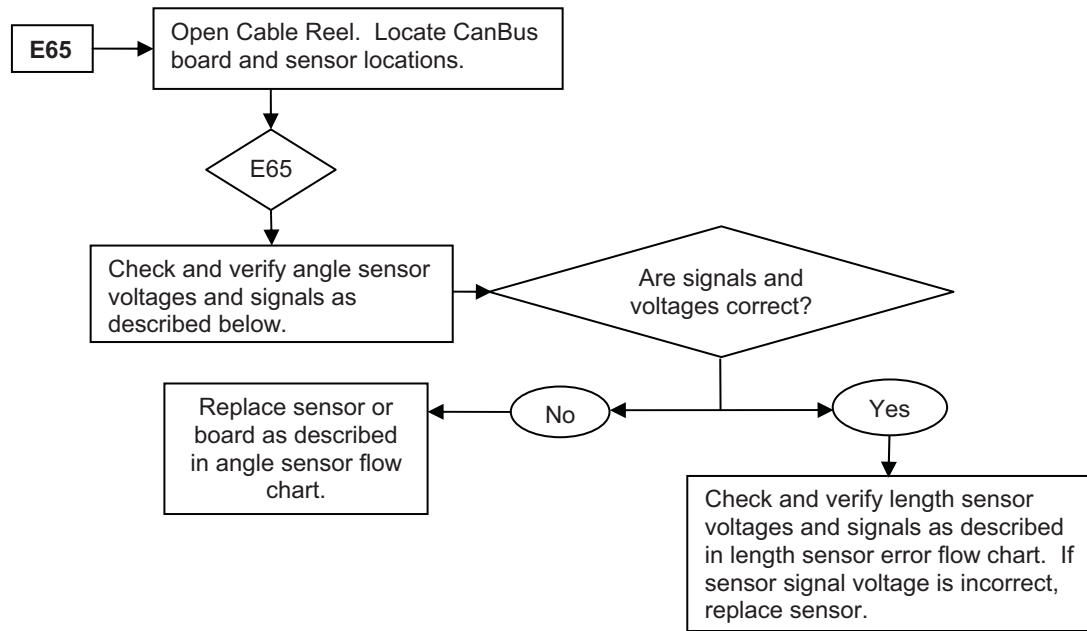 E65
Open Cable Reel.  Locate CanBus
board and sensor locations.
E65
Check and verify angle sensor
voltages and signals as
described below.
Are signals and
voltages correct?
No
Yes
Replace sensor or
board as described
in angle sensor flow
chart.
Check and verify length sensor
voltages and signals as described
in length sensor error flow chart.  If
sensor signal voltage is incorrect,
replace sensor.